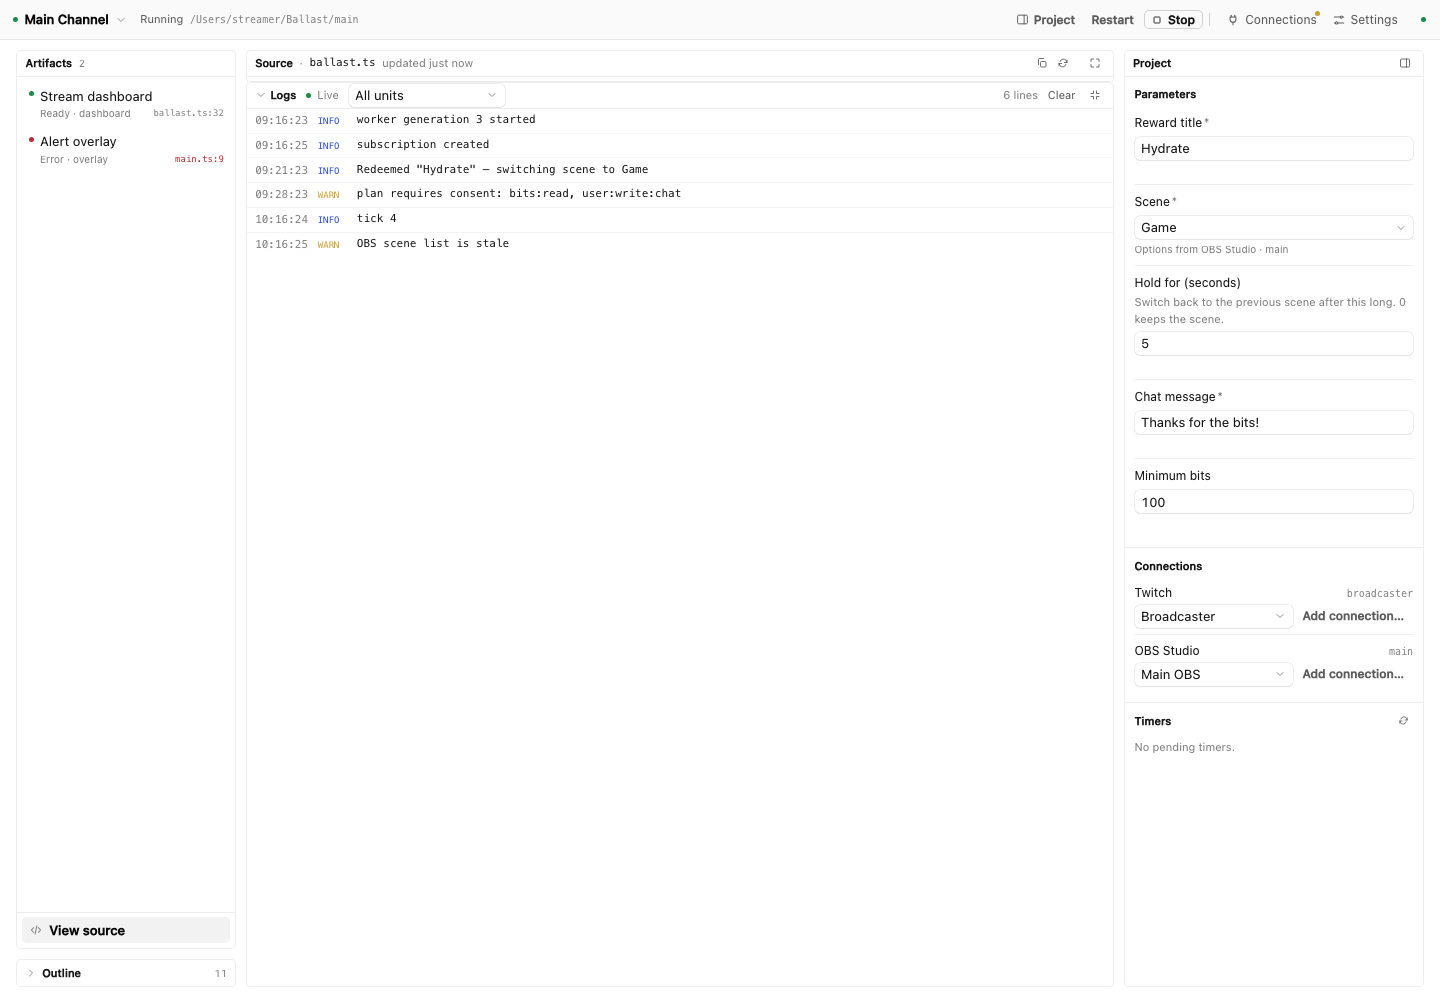 Main Channel
Running /Users/streamer/Ballast/main
Project
Restart
Stop
Connections
Settings
Artifacts 2
Stream dashboard
Ready · dashboard ballast.ts:32
Alert overlay
Error · overlay main.ts:9
View source
Outline 11
Source · ballast.ts updated just now
Logs Live All units 6 lines Clear
09:16:23 INFO worker generation 3 started
09:16:25 INFO subscription created
09:21:23 INFO Redeemed "Hydrate" — switching scene to Game
09:28:23 WARN plan requires consent: bits:read, user:write:chat
10:16:24 INFO tick 4
10:16:25 WARN OBS scene list is stale
Project
Parameters
Reward title*
Hydrate
Scene*
Game
Options from OBS Studio · main
Hold for (seconds)
Switch back to the previous scene after this long. 0
keeps the scene.
5
Chat message*
Thanks for the bits!
Minimum bits
100
Connections
Twitch broadcaster
Broadcaster Add connection...
OBS Studio main
Main OBS Add connection...
Timers
No pending timers.